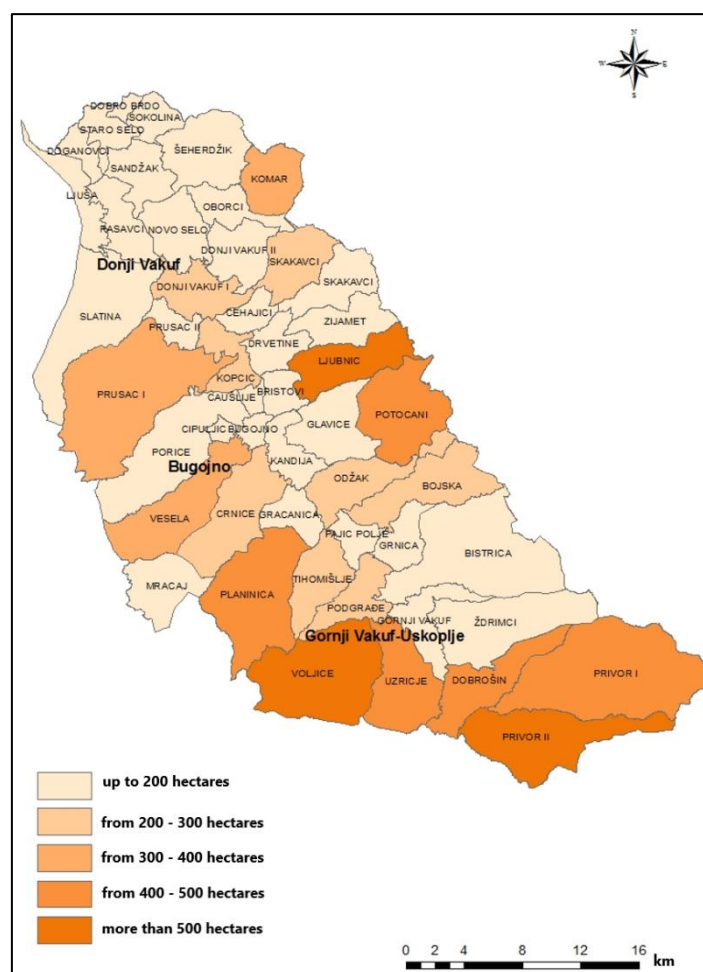 N
W E
S
DOBRO BRDO
SOKOLINA
STARO SELO
DOGANOVCI
SANDŽAK
ŠEHERDŽIK
KOMAR
LJUŠA
OBORCI
RASAVCI
NOVO SELO
DONJI VAKUF II
SKAKAVCI
Donji Vakuf
SKAKAVCI
DONJI VAKUF I
SLATINA
CEHAJICI
ZIJAMET
PRUSAC II
DRVETINE
LJUBNIC
KOPCIC
PRUSAC I
BRISTOVI
CAUŠLIJE
POTOCANI
GLAVICE
CIPULJIC
BUGOJNO
PORICE
KANDIJA
Bugojno
ODŽAK
BOJSKA
VESELA
CRNICE
GRACANICA
PAJIC POLJE
GRNICA
BISTRICA
MRACAJ
PLANINICA
TIHOMIŠLJE
PODGRAĐE
GORNJI VAKUF
ŽDRIMCI
Gornji Vakuf-Uskoplje
VOLJICE
UZRICJE
DOBROŠIN
PRIVOR I
PRIVOR II
up to 200 hectares
from 200 - 300 hectares
from 300 - 400 hectares
from 400 - 500 hectares
more than 500 hectares
0 2 4 8 12 16
km